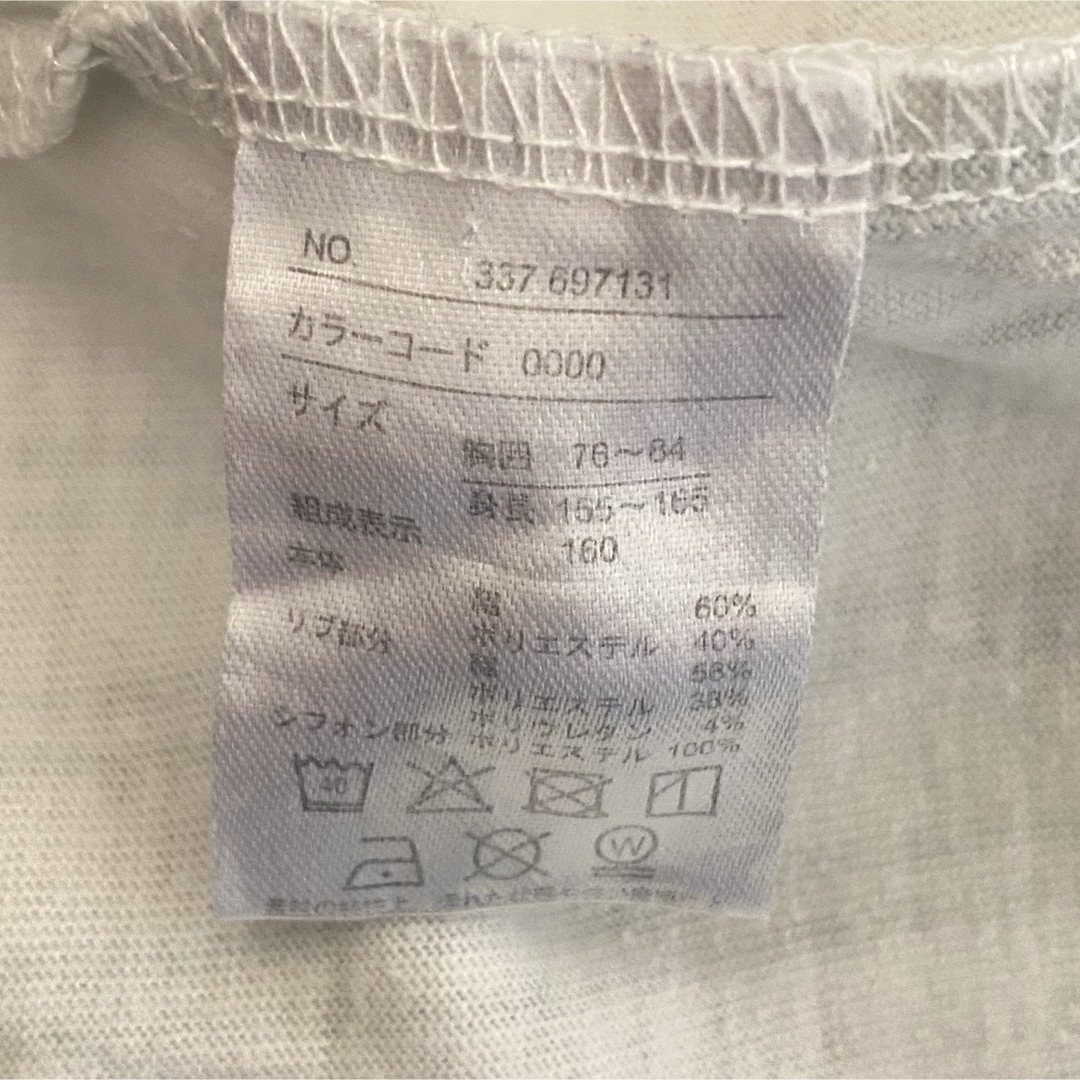 NO. 337 697131
カラーコード 0000
サイズ
胸囲 76～84
身長 155～165
160
組成表示
本体
綿 60%
ポリエステル 40%
リブ部分
綿 58%
ポリエステル 38%
ポリウレタン 4%
シフォン部分 ポリエステル 100%
40
W